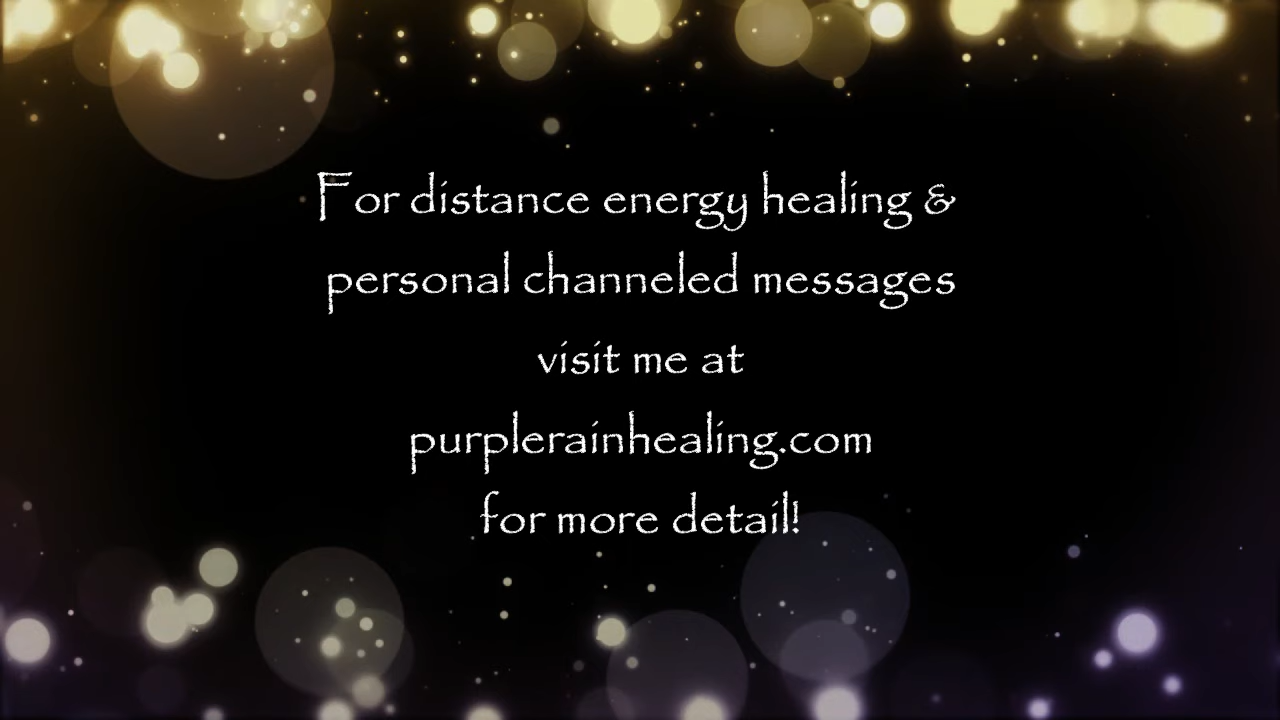 For distance energy healing &
personal channeled messages
visit me at
purplerainhealing.com
for more detail!